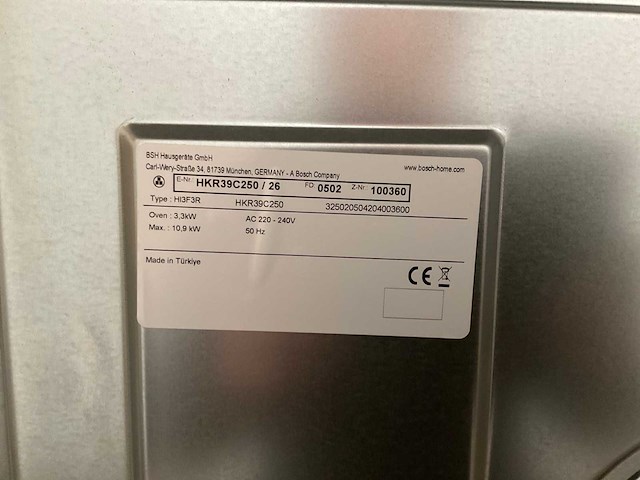 BSH Hausgeräte GmbH
Carl-Wery-Straße 34, 81739 München, GERMANY - A Bosch Company www.bosch-home.com
E-Nr.: HKR39C250 / 26 FD 0502 Z-Nr.: 100360
Type : HI3F3R HKR39C250 325020504204003600
Oven : 3,3kW AC 220 - 240V
Max. : 10,9 kW 50 Hz
Made in Türkiye
CE